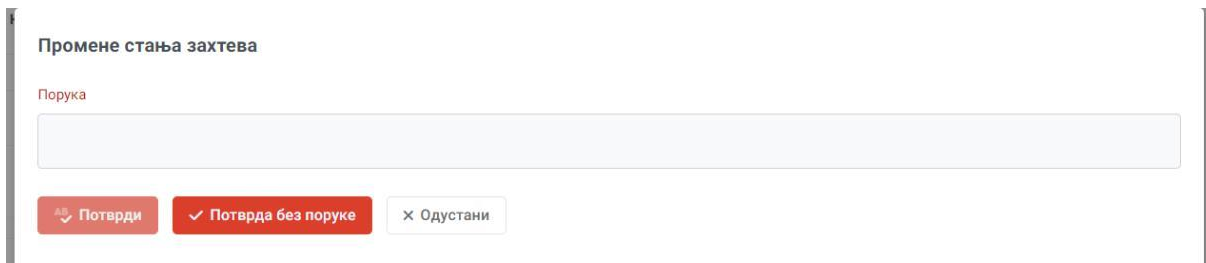 Промене стања захтева
Порука
Потврди
Потврда без поруке
Одустани